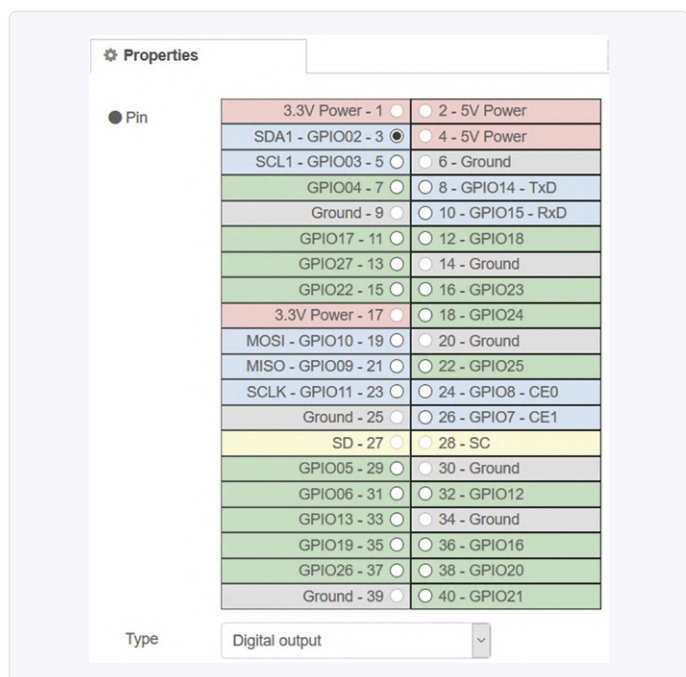 Properties
Pin
3.3V Power - 1 2 - 5V Power
SDA1 - GPIO02 - 3 4 - 5V Power
SCL1 - GPIO03 - 5 6 - Ground
GPIO04 - 7 8 - GPIO14 - TxD
Ground - 9 10 - GPIO15 - RxD
GPIO17 - 11 12 - GPIO18
GPIO27 - 13 14 - Ground
GPIO22 - 15 16 - GPIO23
3.3V Power - 17 18 - GPIO24
MOSI - GPIO10 - 19 20 - Ground
MISO - GPIO09 - 21 22 - GPIO25
SCLK - GPIO11 - 23 24 - GPIO8 - CE0
Ground - 25 26 - GPIO7 - CE1
SD - 27 28 - SC
GPIO05 - 29 30 - Ground
GPIO06 - 31 32 - GPIO12
GPIO13 - 33 34 - Ground
GPIO19 - 35 36 - GPIO16
GPIO26 - 37 38 - GPIO20
Ground - 39 40 - GPIO21
Type Digital output